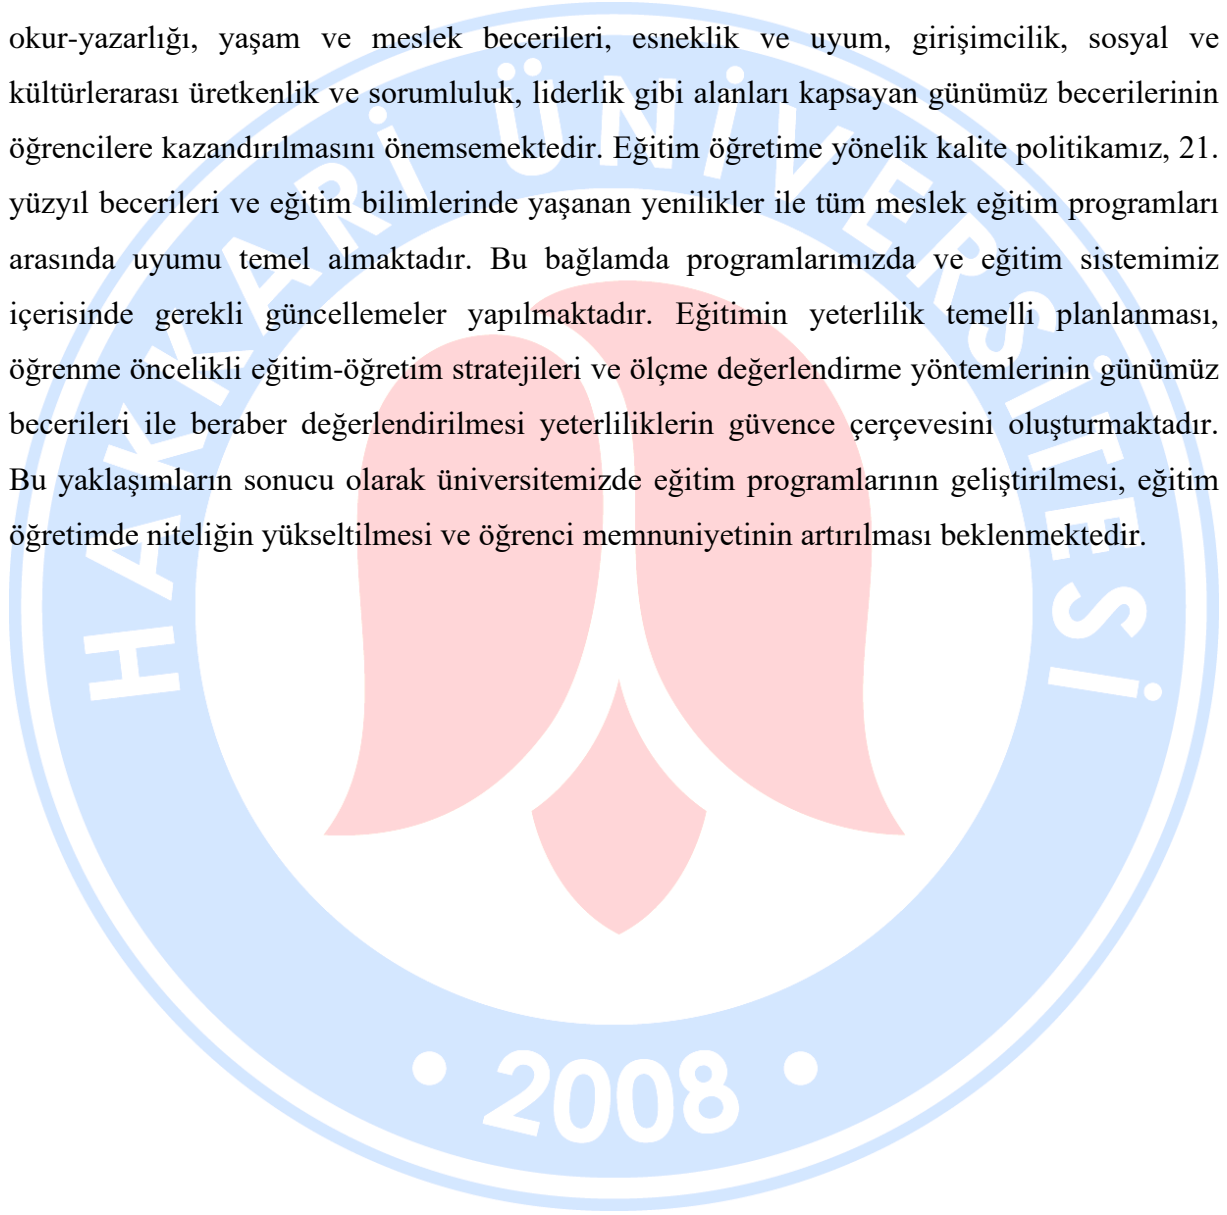 okur-yazarlığı, yaşam ve meslek becerileri, esneklik ve uyum, girişimcilik, sosyal ve
kültürlerarası üretkenlik ve sorumluluk, liderlik gibi alanları kapsayan günümüz becerilerinin
öğrencilere kazandırılmasını önemsemektedir. Eğitim öğretime yönelik kalite politikamız, 21.
yüzyıl becerileri ve eğitim bilimlerinde yaşanan yenilikler ile tüm meslek eğitim programları
arasında uyumu temel almaktadır. Bu bağlamda programlarımızda ve eğitim sistemimiz
içerisinde gerekli güncellemeler yapılmaktadır. Eğitimin yeterlilik temelli planlanması,
öğrenme öncelikli eğitim-öğretim stratejileri ve ölçme değerlendirme yöntemlerinin günümüz
becerileri ile beraber değerlendirilmesi yeterliliklerin güvence çerçevesini oluşturmaktadır.
Bu yaklaşımların sonucu olarak üniversitemizde eğitim programlarının geliştirilmesi, eğitim
öğretimde niteliğin yükseltilmesi ve öğrenci memnuniyetinin artırılması beklenmektedir.
HAKKARİ ÜNİVERSİTESİ
• 2008 •